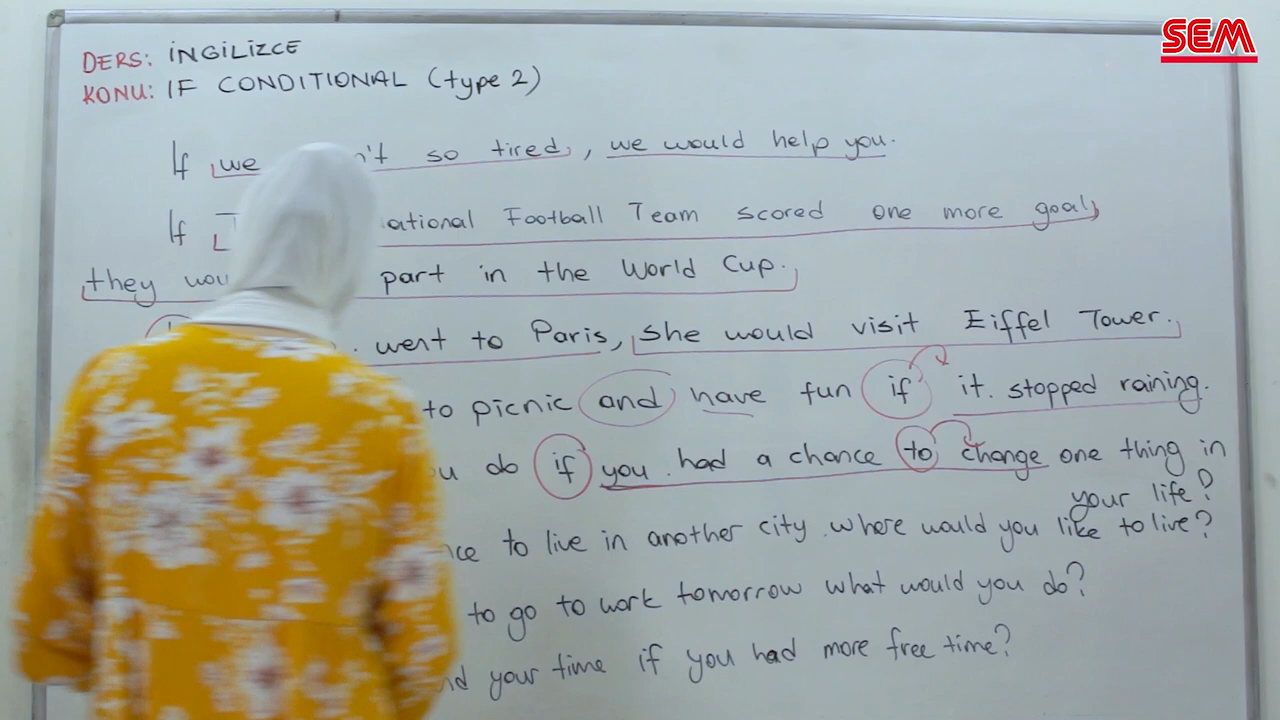 SEM
DERS: İNGİLİZCE
KONU: IF CONDITIONAL (type 2)
If we so tired, we would help you.
If Football Team scored one more goal,
they part in the World Cup.
went to Paris, she would visit Eiffel Tower.
to picnic and have fun if it stopped raining.
do if you had a chance to change one thing in
your life?
to live in another city where would you like to live?
to go to work tomorrow what would you do?
your time if you had more free time?